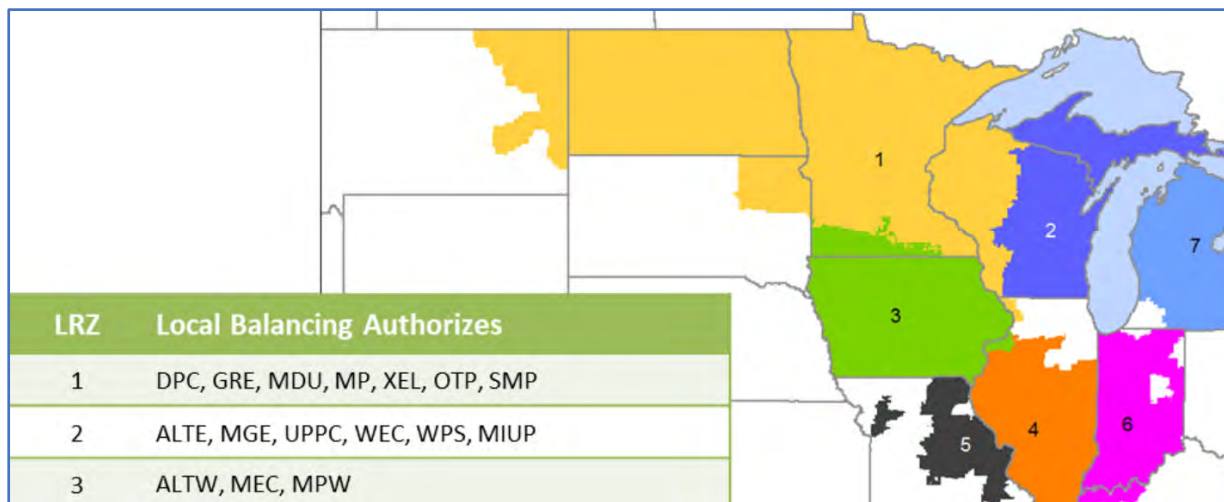 1
2
7
3
4
5
6
LRZ Local Balancing Authorizes
1 DPC, GRE, MDU, MP, XEL, OTP, SMP
2 ALTE, MGE, UPPC, WEC, WPS, MIUP
3 ALTW, MEC, MPW